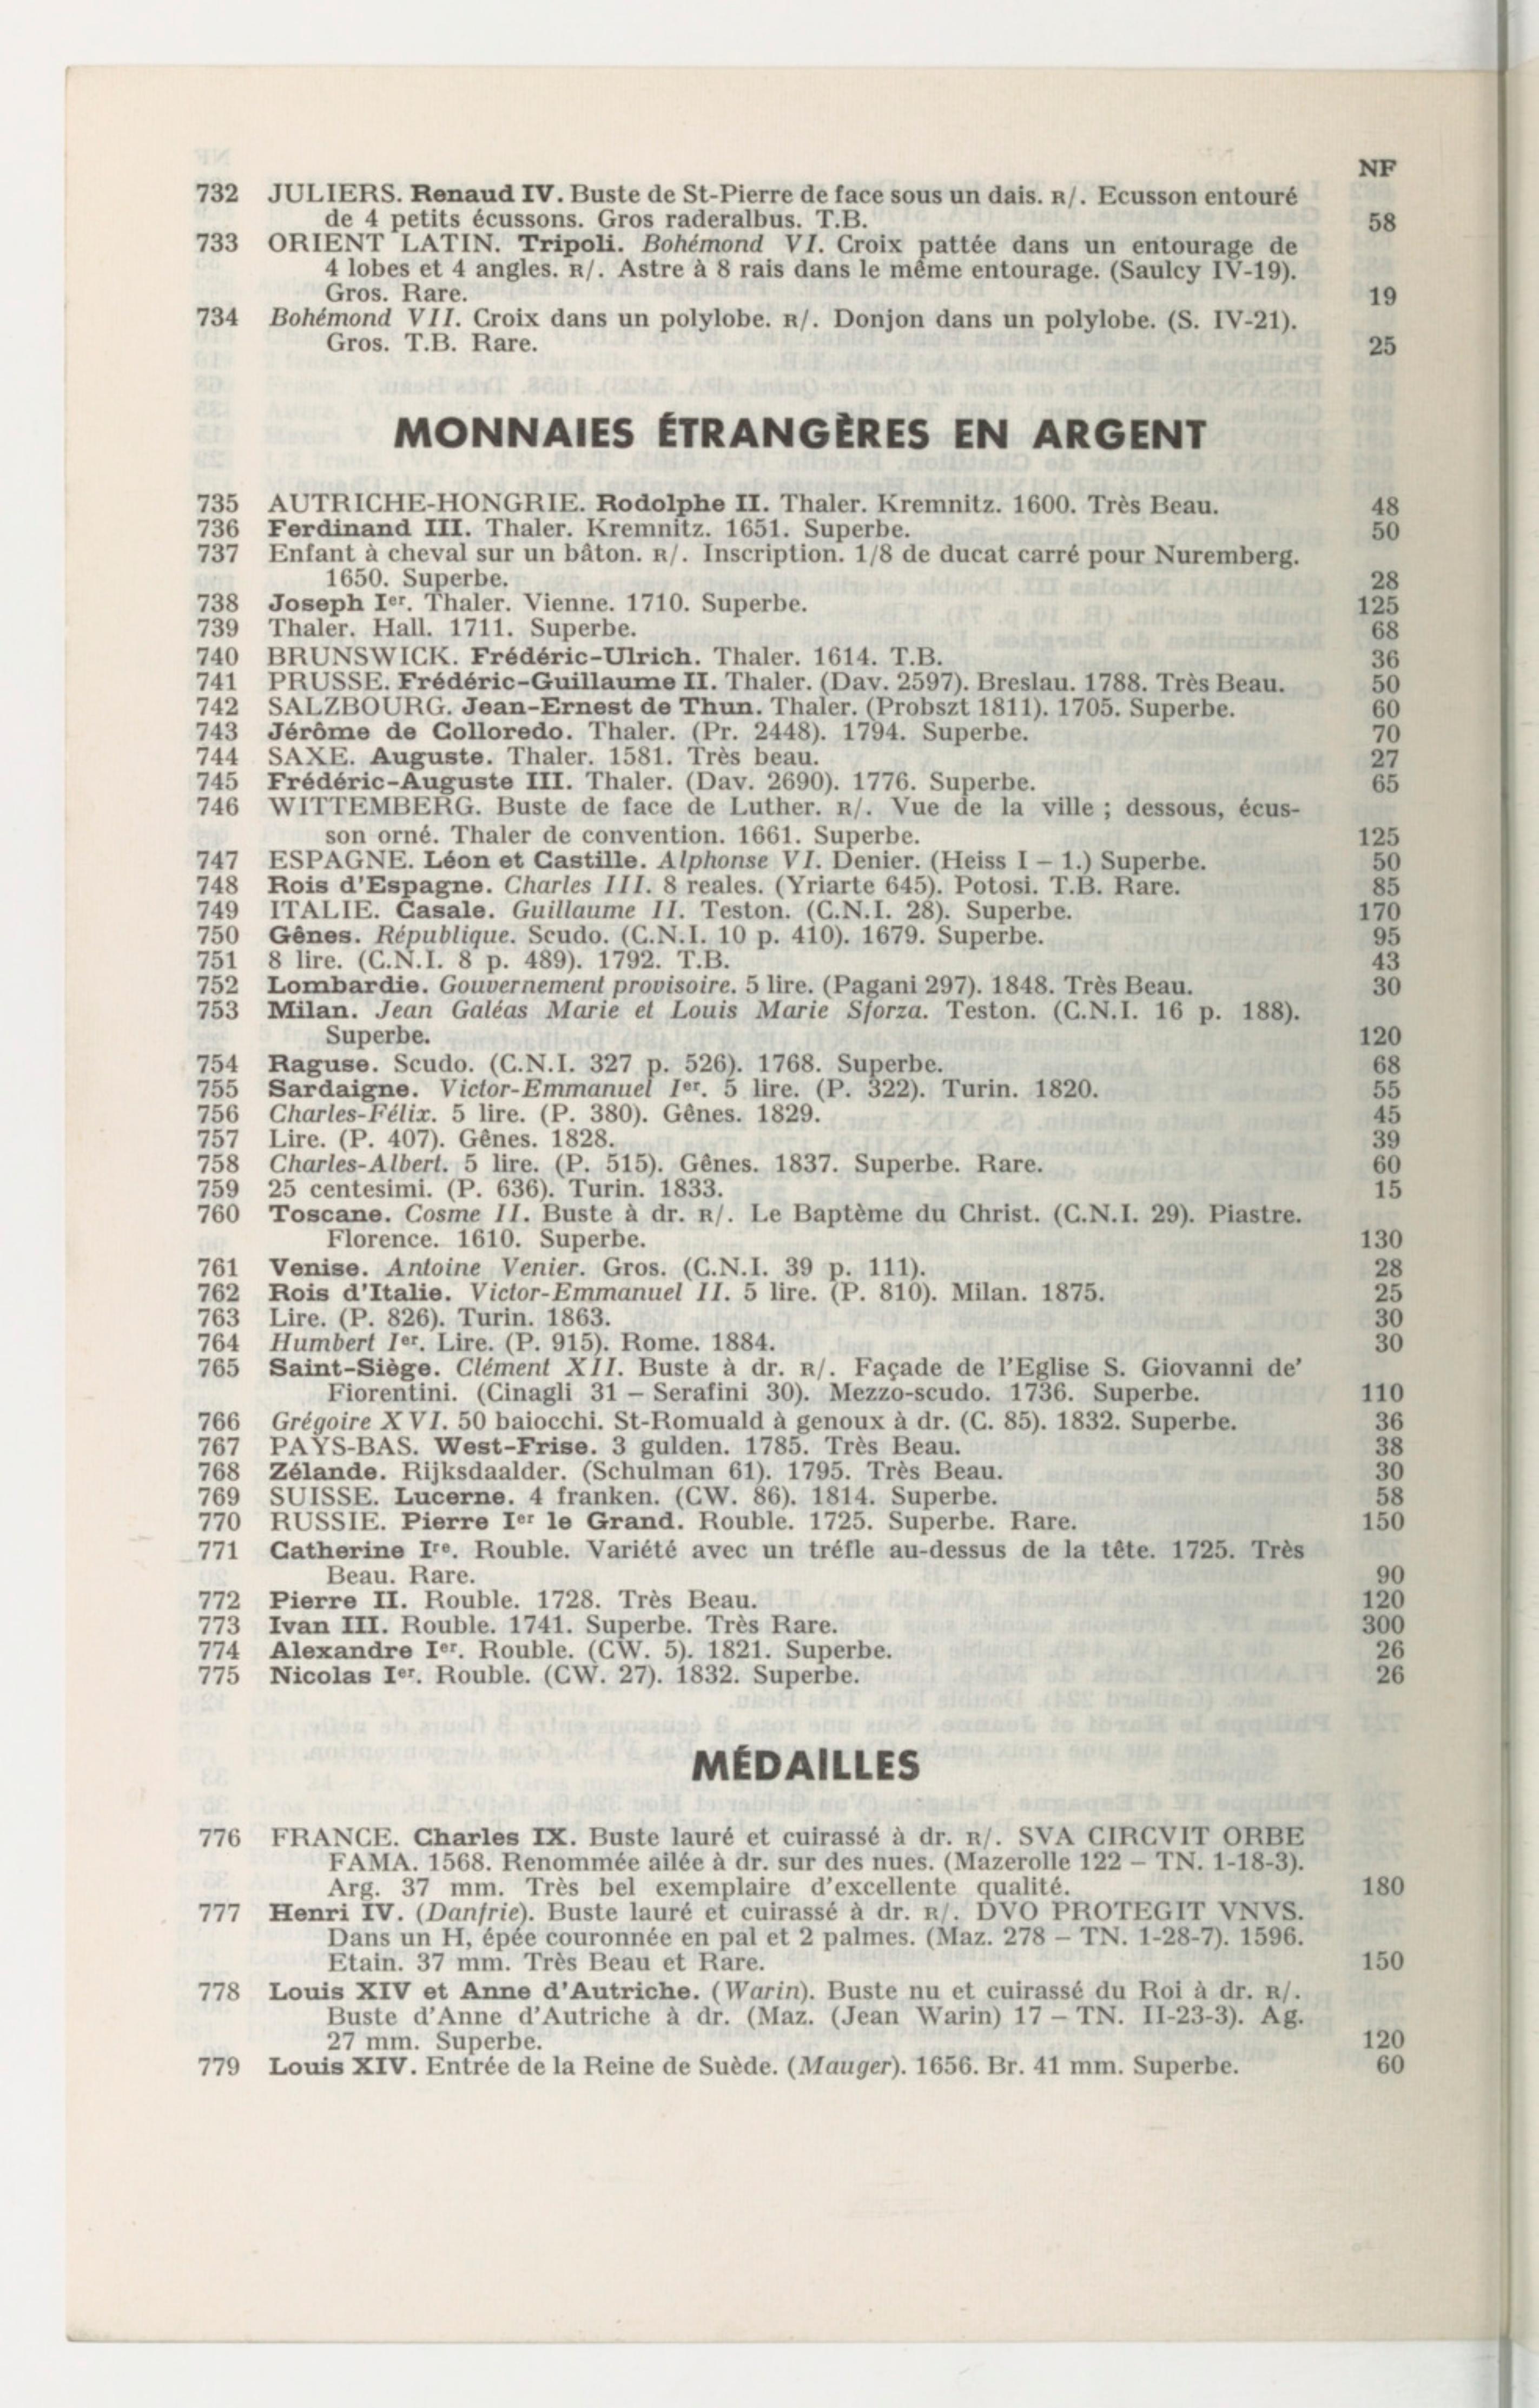 NF
732 JULIERS. Renaud IV. Buste de St-Pierre de face sous un dais. R/. Ecusson entouré
de 4 petits écussons. Gros raderalbus. T.B. 58
733 ORIENT LATIN. Tripoli. Bohémond VI. Croix pattée dans un entourage de
4 lobes et 4 angles. R/. Astre à 8 rais dans le même entourage. (Saulcy IV-19).
Gros. Rare. 19
734 Bohémond VII. Croix dans un polylobe. R/. Donjon dans un polylobe. (S. IV-21).
Gros. T.B. Rare. 25
MONNAIES ÉTRANGÈRES EN ARGENT
735 AUTRICHE-HONGRIE. Rodolphe II. Thaler. Kremnitz. 1600. Très Beau. 48
736 Ferdinand III. Thaler. Kremnitz. 1651. Superbe. 50
737 Enfant à cheval sur un bâton. R/. Inscription. 1/8 de ducat carré pour Nuremberg.
1650. Superbe. 28
738 Joseph Ier. Thaler. Vienne. 1710. Superbe. 125
739 Thaler. Hall. 1711. Superbe. 68
740 BRUNSWICK. Frédéric-Ulrich. Thaler. 1614. T.B. 36
741 PRUSSE. Frédéric-Guillaume II. Thaler. (Dav. 2597). Breslau. 1788. Très Beau. 50
742 SALZBOURG. Jean-Ernest de Thun. Thaler. (Probszt 1811). 1705. Superbe. 60
743 Jérôme de Colloredo. Thaler. (Pr. 2448). 1794. Superbe. 70
744 SAXE. Auguste. Thaler. 1581. Très beau. 27
745 Frédéric-Auguste III. Thaler. (Dav. 2690). 1776. Superbe. 65
746 WITTEMBERG. Buste de face de Luther. R/. Vue de la ville ; dessous, écus-
son orné. Thaler de convention. 1661. Superbe. 125
747 ESPAGNE. Léon et Castille. Alphonse VI. Denier. (Heiss I – 1.) Superbe. 50
748 Rois d'Espagne. Charles III. 8 reales. (Yriarte 645). Potosi. T.B. Rare. 85
749 ITALIE. Casale. Guillaume II. Teston. (C.N.I. 28). Superbe. 170
750 Gênes. République. Scudo. (C.N.I. 10 p. 410). 1679. Superbe. 95
751 8 lire. (C.N.I. 8 p. 489). 1792. T.B. 43
752 Lombardie. Gouvernement provisoire. 5 lire. (Pagani 297). 1848. Très Beau. 30
753 Milan. Jean Galéas Marie et Louis Marie Sforza. Teston. (C.N.I. 16 p. 188).
Superbe. 120
754 Raguse. Scudo. (C.N.I. 327 p. 526). 1768. Superbe. 68
755 Sardaigne. Victor-Emmanuel Ier. 5 lire. (P. 322). Turin. 1820. 55
756 Charles-Félix. 5 lire. (P. 380). Gênes. 1829. 45
757 Lire. (P. 407). Gênes. 1828. 39
758 Charles-Albert. 5 lire. (P. 515). Gênes. 1837. Superbe. Rare. 60
759 25 centesimi. (P. 636). Turin. 1833. 15
760 Toscane. Cosme II. Buste à dr. R/. Le Baptème du Christ. (C.N.I. 29). Piastre.
Florence. 1610. Superbe. 130
761 Venise. Antoine Venier. Gros. (C.N.I. 39 p. 111). 28
762 Rois d'Italie. Victor-Emmanuel II. 5 lire. (P. 810). Milan. 1875. 25
763 Lire. (P. 826). Turin. 1863. 30
764 Humbert Ier. Lire. (P. 915). Rome. 1884. 30
765 Saint-Siège. Clément XII. Buste à dr. R/. Façade de l'Eglise S. Giovanni de'
Fiorentini. (Cinagli 31 – Serafini 30). Mezzo-scudo. 1736. Superbe. 110
766 Grégoire XVI. 50 baiocchi. St-Romuald à genoux à dr. (C. 85). 1832. Superbe. 36
767 PAYS-BAS. West-Frise. 3 gulden. 1785. Très Beau. 38
768 Zélande. Rijksdaalder. (Schulman 61). 1795. Très Beau. 30
769 SUISSE. Lucerne. 4 franken. (CW. 86). 1814. Superbe. 58
770 RUSSIE. Pierre Ier le Grand. Rouble. 1725. Superbe. Rare. 150
771 Catherine Ire. Rouble. Variété avec un tréfle au-dessus de la tête. 1725. Très
Beau. Rare. 90
772 Pierre II. Rouble. 1728. Très Beau. 120
773 Ivan III. Rouble. 1741. Superbe. Très Rare. 300
774 Alexandre Ier. Rouble. (CW. 5). 1821. Superbe. 26
775 Nicolas Ier. Rouble. (CW. 27). 1832. Superbe. 26
MÉDAILLES
776 FRANCE. Charles IX. Buste lauré et cuirassé à dr. R/. SVA CIRCVIT ORBE
FAMA. 1568. Renommée ailée à dr. sur des nues. (Mazerolle 122 – TN. 1-18-3).
Arg. 37 mm. Très bel exemplaire d'excellente qualité. 180
777 Henri IV. (Danfrie). Buste lauré et cuirassé à dr. R/. DVO PROTEGIT VNVS.
Dans un H, épée couronnée en pal et 2 palmes. (Maz. 278 – TN. 1-28-7). 1596.
Etain. 37 mm. Très Beau et Rare. 150
778 Louis XIV et Anne d'Autriche. (Warin). Buste nu et cuirassé du Roi à dr. R/.
Buste d'Anne d'Autriche à dr. (Maz. (Jean Warin) 17 – TN. II-23-3). Ag.
27 mm. Superbe. 120
779 Louis XIV. Entrée de la Reine de Suède. (Mauger). 1656. Br. 41 mm. Superbe. 60